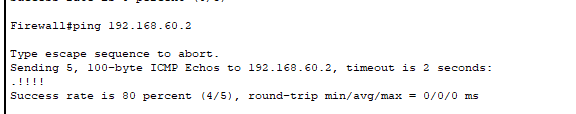 Firewall#ping 192.168.60.2
Type escape sequence to abort.
Sending 5, 100-byte ICMP Echos to 192.168.60.2, timeout is 2 seconds:
.!!!!
Success rate is 80 percent (4/5), round-trip min/avg/max = 0/0/0 ms